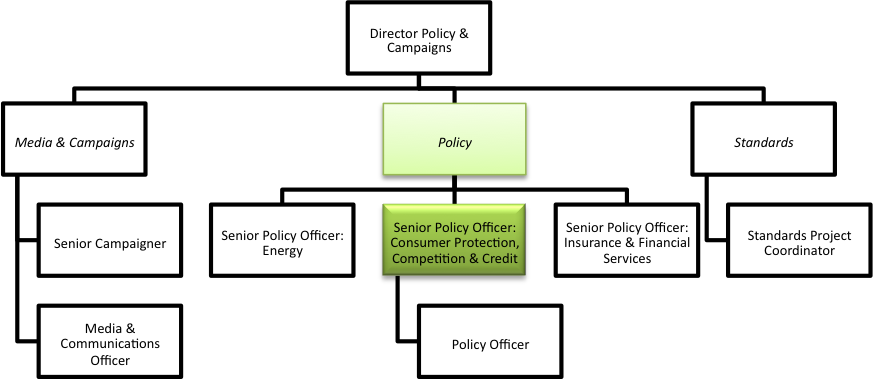 Director Policy &
Campaigns
Media & Campaigns
Policy
Standards
Senior Campaigner
Senior Policy Officer:
Energy
Senior Policy Officer:
Consumer Protection,
Competition & Credit
Senior Policy Officer:
Insurance & Financial
Services
Standards Project
Coordinator
Media &
Communications
Officer
Policy Officer